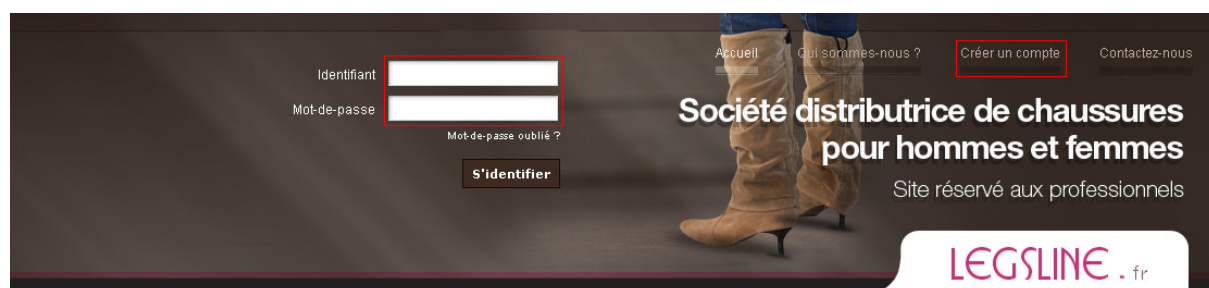 Accueil Qui sommes-nous ? Créer un compte Contactez-nous
Identifiant
Mot-de-passe
Mot-de-passe oublié ?
S'identifier
Société distributrice de chaussures
pour hommes et femmes
Site réservé aux professionnels
LEGSLINE.fr